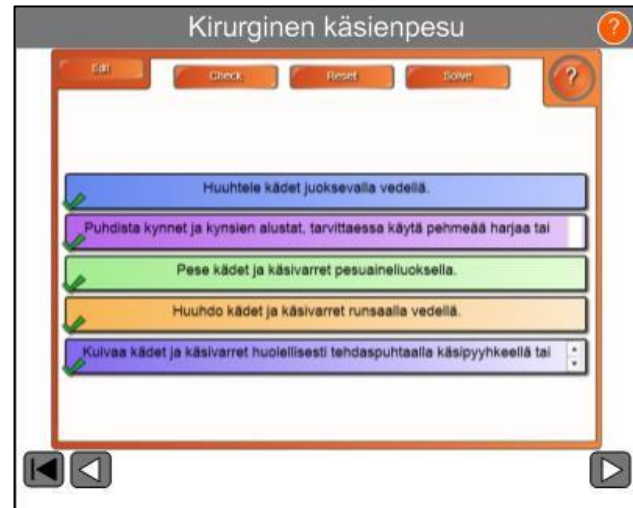 Kirurginen käsienpesu
?
Edit
Check
Reset
Solve
?
Huuhtele kädet juoksevalla vedellä.
Puhdista kynnet ja kynsien alustat, tarvittaessa käytä pehmeää harjaa tai
Pese kädet ja käsivarret pesuaineliuoksella.
Huuhdo kädet ja käsivarret runsaalla vedellä.
Kuivaa kädet ja käsivarret huolellisesti tehdaspuhtaalla käsipyyhkeellä tai